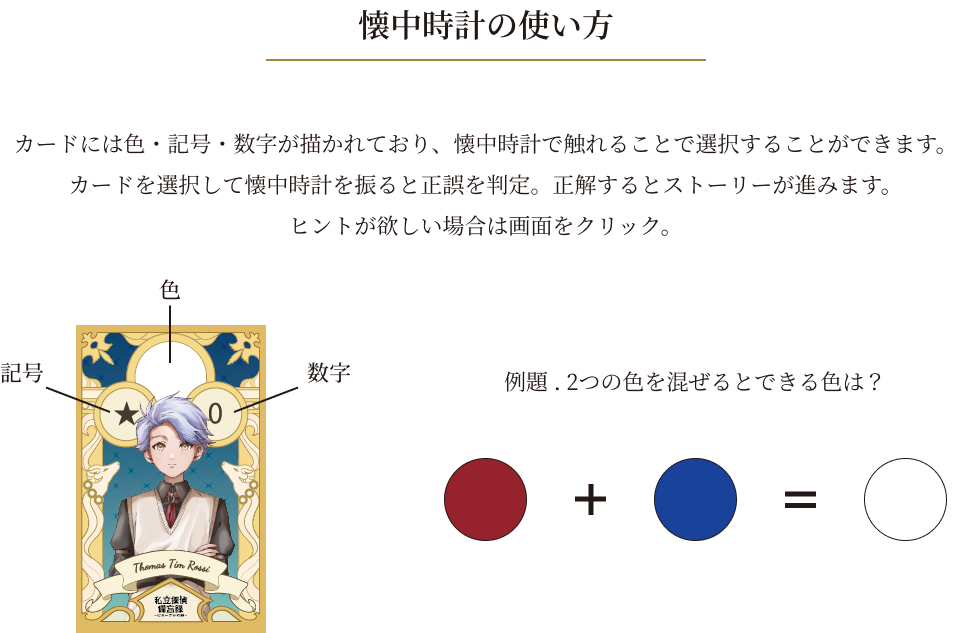 懐中時計の使い方
カードには色・記号・数字が描かれており、懐中時計で触れることで選択することができます。
カードを選択して懐中時計を振ると正誤を判定。正解するとストーリーが進みます。
ヒントが欲しい場合は画面をクリック。
色
記号
数字
★
0
例題 . 2つの色を混ぜるとできる色は？
+
=
Thomas Tim Rossi
私立探偵
備忘録